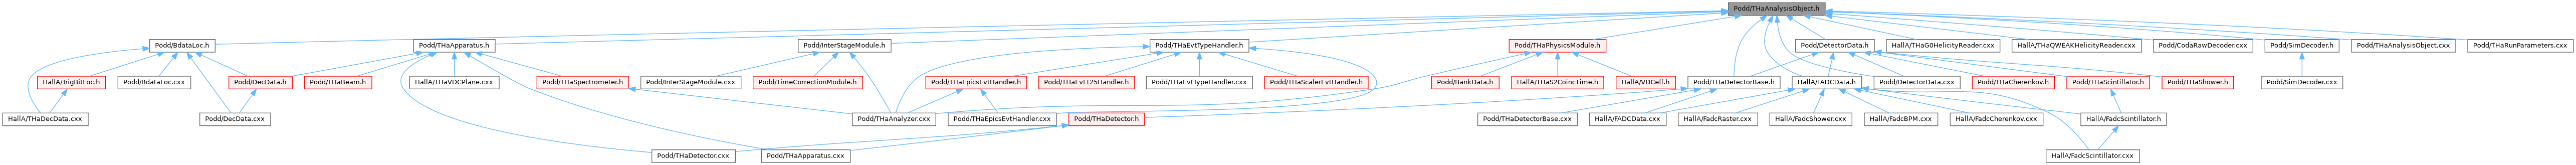 Podd/THaAnalysisObject.h
Podd/BdataLoc.h
Podd/THaApparatus.h
Podd/InterStageModule.h
Podd/THaEvtTypeHandler.h
Podd/THaPhysicsModule.h
Podd/DetectorData.h
HallA/THaG0HelicityReader.cxx
HallA/THaQWEAKHelicityReader.cxx
Podd/CodaRawDecoder.cxx
Podd/SimDecoder.h
Podd/THaAnalysisObject.cxx
Podd/THaRunParameters.cxx
HallA/TrigBitLoc.h
Podd/BdataLoc.cxx
Podd/DecData.h
Podd/THaBeam.h
HallA/THaVDCPlane.cxx
Podd/THaSpectrometer.h
Podd/InterStageModule.cxx
Podd/TimeCorrectionModule.h
Podd/THaEpicsEvtHandler.h
Podd/THaEvt125Handler.h
Podd/THaEvtTypeHandler.cxx
Podd/THaScalerEvtHandler.h
Podd/BankData.h
HallA/THaS2CoincTime.h
HallA/VDCeff.h
Podd/THaDetectorBase.h
HallA/FADCData.h
Podd/DetectorData.cxx
Podd/THaCherenkov.h
Podd/THaScintillator.h
Podd/THaShower.h
Podd/SimDecoder.cxx
HallA/THaDecData.cxx
Podd/DecData.cxx
Podd/THaAnalyzer.cxx
Podd/THaEpicsEvtHandler.cxx
Podd/THaDetector.h
Podd/THaDetectorBase.cxx
HallA/FADCData.cxx
HallA/FadcRaster.cxx
HallA/FadcShower.cxx
HallA/FadcBPM.cxx
HallA/FadcCherenkov.cxx
HallA/FadcScintillator.h
Podd/THaDetector.cxx
Podd/THaApparatus.cxx
HallA/FadcScintillator.cxx